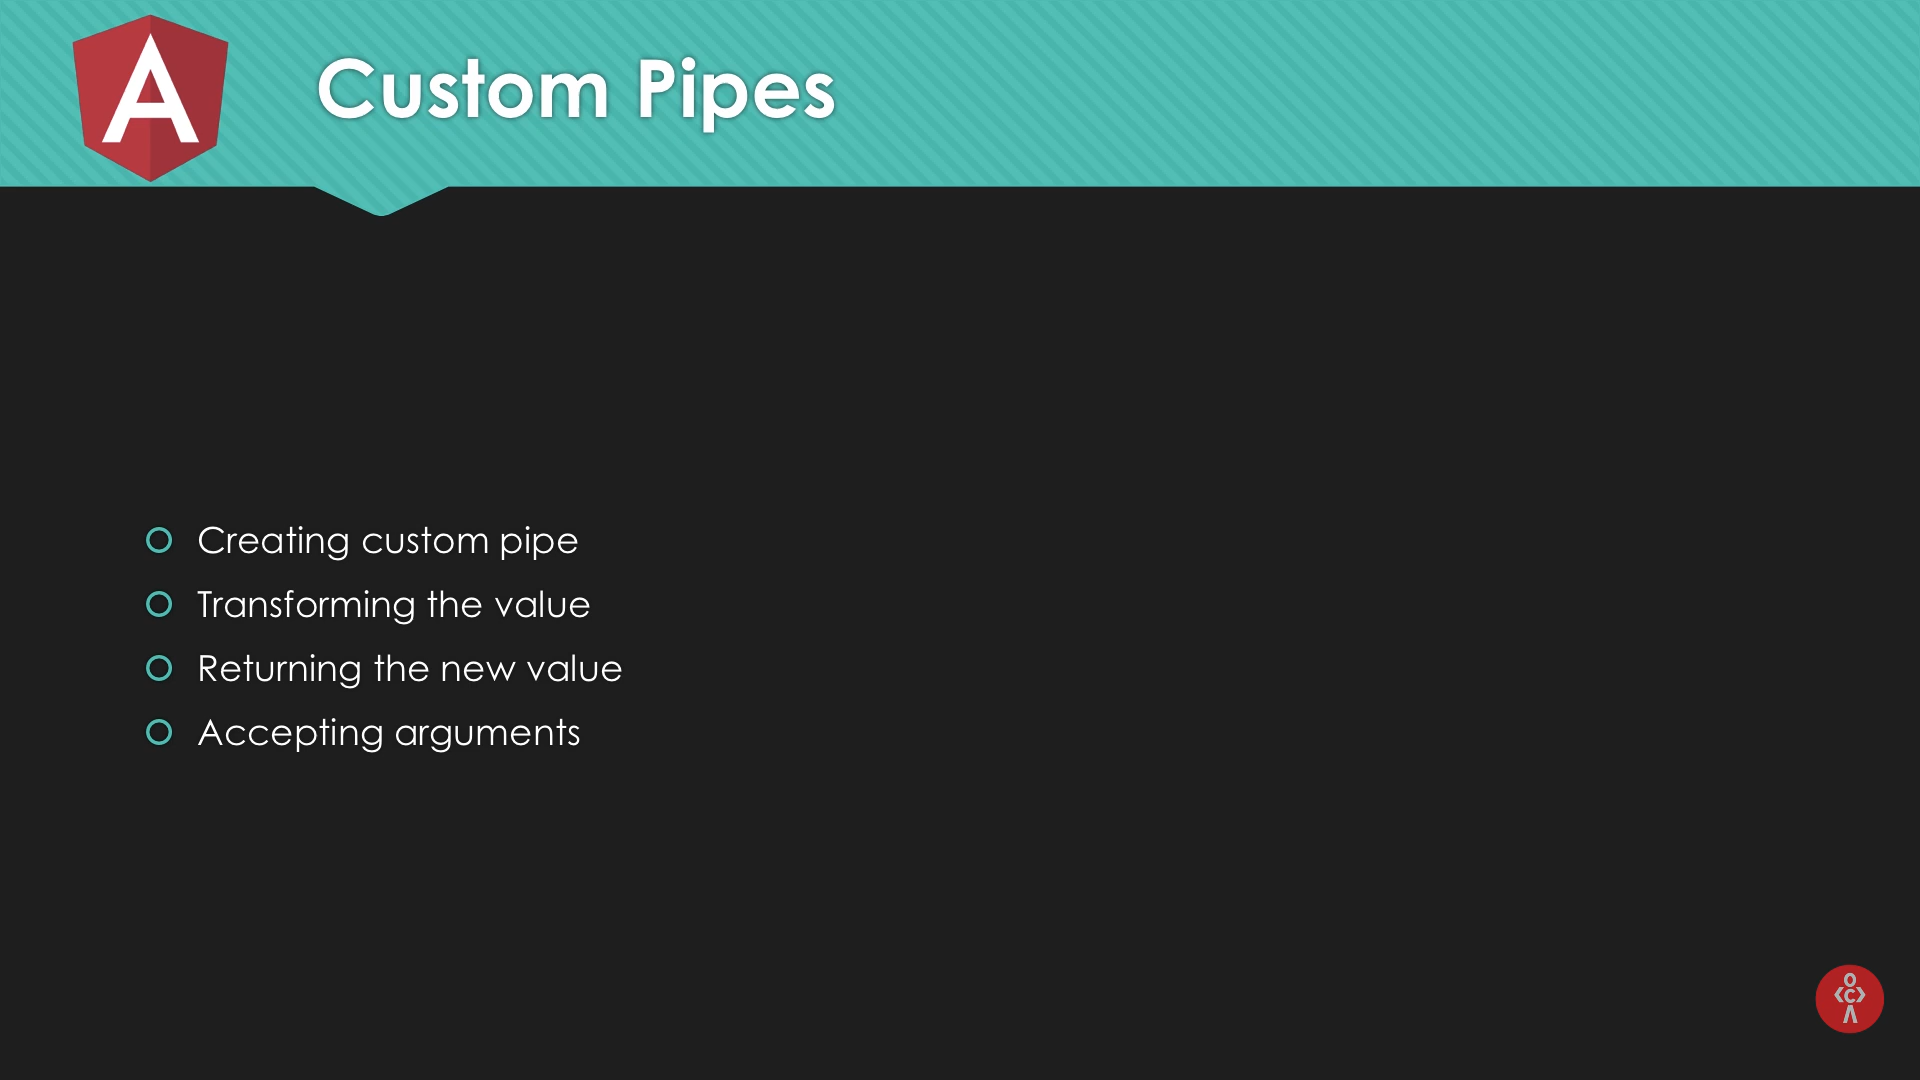 Custom Pipes
Creating custom pipe
Transforming the value
Returning the new value
Accepting arguments